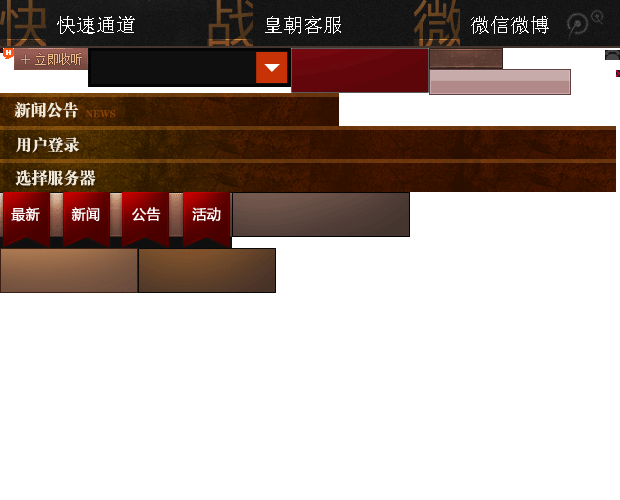 快 快速通道 战 皇朝客服 微 微信微博
H + 立即收听
新闻公告 NEWS
用户登录
选择服务器
最新 新闻 公告 活动